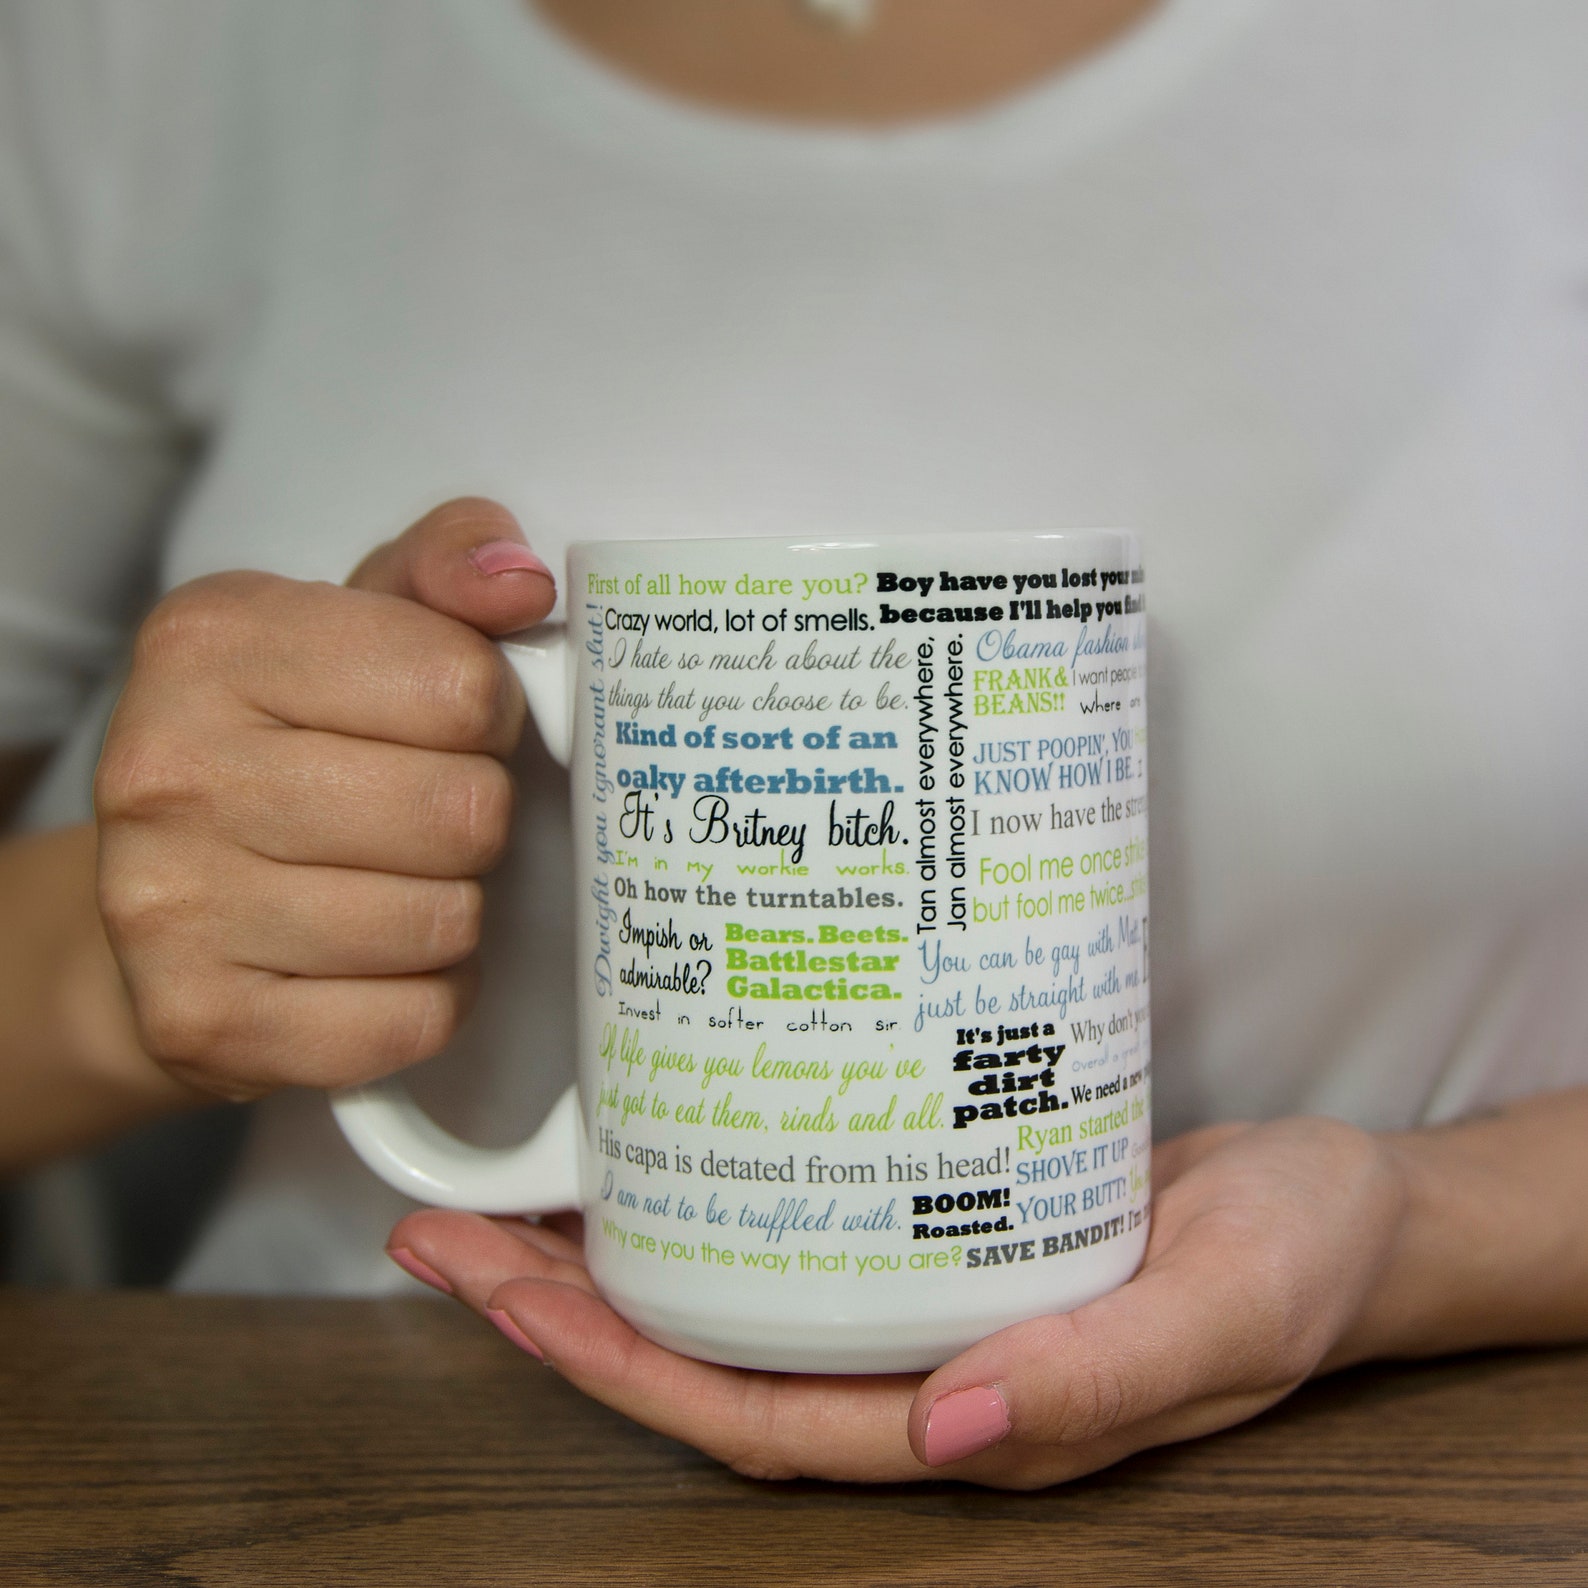 First of all how dare you?
Boy have you lost your
because I'll help you find
Dwight you ignorant slut!
Crazy world, lot of smells.
I hate so much about the
things that you choose to be.
Kind of sort of an
oaky afterbirth.
It's Britney bitch.
I'm in my workie works.
Oh how the turntables.
Impish or
admirable?
Bears. Beets.
Battlestar
Galactica.
Invest in softer cotton sir
Tan almost everywhere,
Jan almost everywhere.
Obama fashion
FRANK &
BEANS!!
I want people
Where are
JUST POOPIN', YOU
KNOW HOW I BE.
I now have the
Fool me once strike
but fool me twice...strike
You can be gay with Matt.
just be straight with me
If life gives you lemons you've
just got to eat them, rinds and all.
It's just a
farty
dirt
patch.
Why don't you
Overall a great
We need a new
Ryan started the
His capa is detated from his head!
SHOVE IT UP
YOUR BUTT!
I am not to be truffled with.
BOOM!
Roasted.
Why are you the way that you are?
SAVE BANDIT! I'm